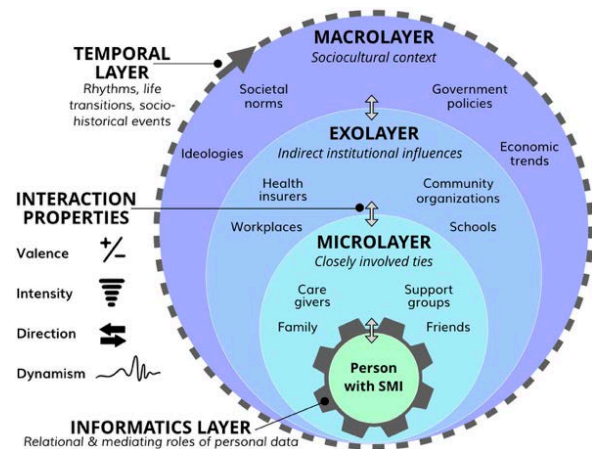 MACROLAYER
Sociocultural context
TEMPORAL
LAYER
Rhythms, life
transitions, socio-
historical events
Societal
norms
Government
policies
Ideologies
Economic
trends
EXOLAYER
Indirect institutional influences
Health
insurers
Community
organizations
Workplaces
Schools
INTERACTION
PROPERTIES
Valence +/−
Intensity
Direction
Dynamism
MICROLAYER
Closely involved ties
Care
givers
Support
groups
Family
Friends
Person
with SMI
INFORMATICS LAYER
Relational & mediating roles of personal data